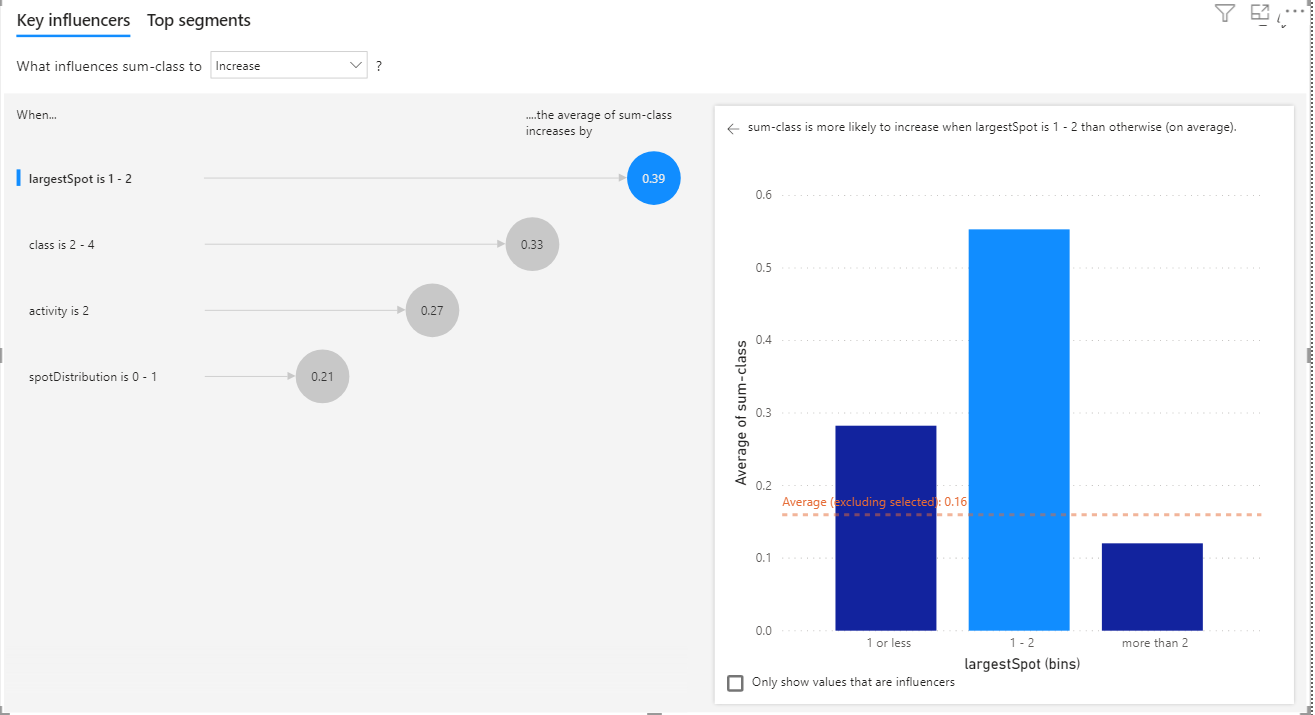 Key influencers Top segments
What influences sum-class to Increase ?
When...
....the average of sum-class
increases by
largestSpot is 1 - 2 0.39
class is 2 - 4 0.33
activity is 2 0.27
spotDistribution is 0 - 1 0.21
sum-class is more likely to increase when largestSpot is 1 - 2 than otherwise (on average).
0.6
0.5
0.4
0.3
0.2
0.1
0.0
Average of sum-class
Average (excluding selected): 0.16
1 or less 1 - 2 more than 2
largestSpot (bins)
Only show values that are influencers